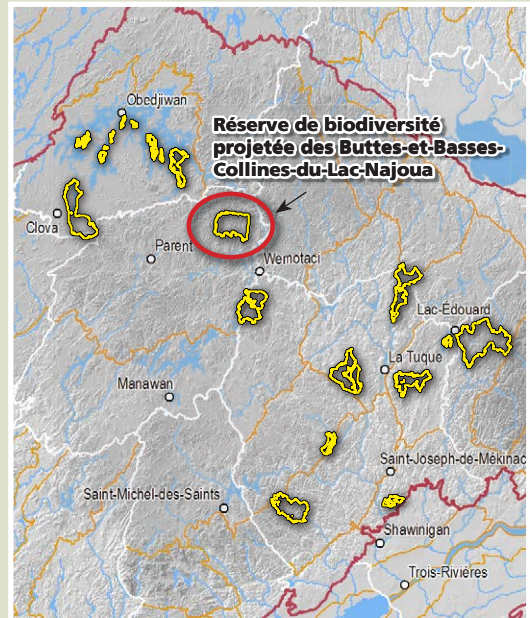 Obedjiwan
Réserve de biodiversité
projetée des Buttes-et-Basses-
Collines-du-Lac-Najoua
Clova
Parent
Wemotaci
Lac-Édouard
La Tuque
Manawan
Saint-Joseph-de-Mékinac
Saint-Michel-des-Saints
Shawinigan
Trois-Rivières